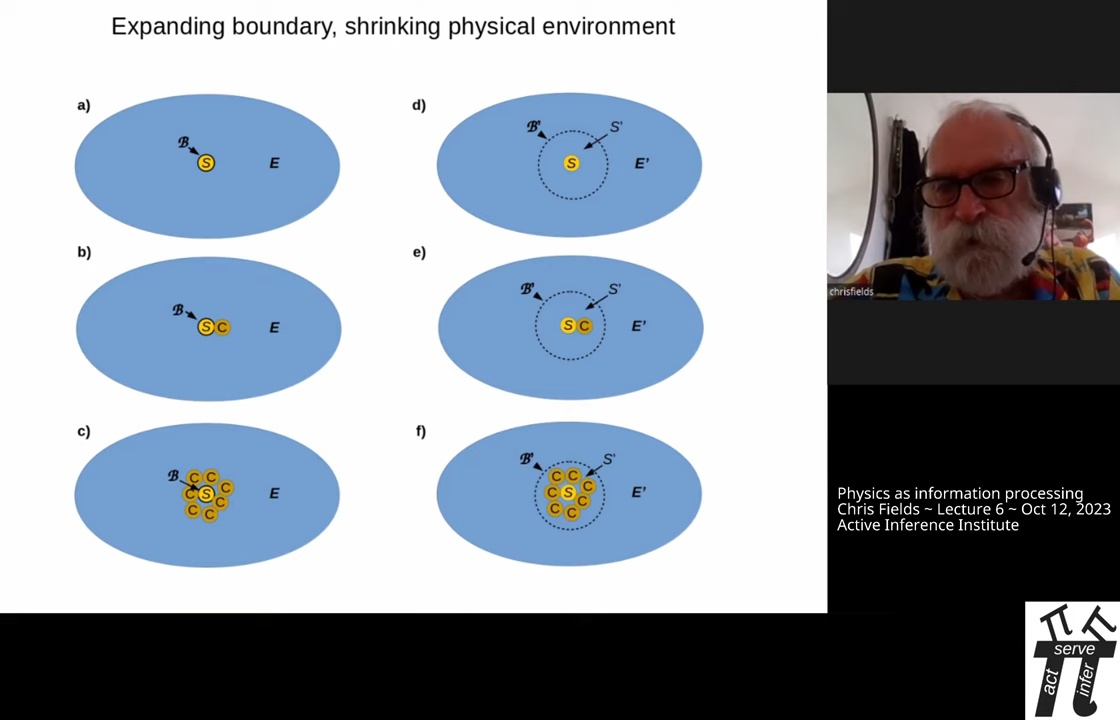 Expanding boundary, shrinking physical environment
a)
B
S
E
d)
B'
S'
S
E'
b)
B
S C
E
e)
B'
S'
S C
E'
c)
B
C C
C S C
C
C C
E
f)
B'
S'
C C
C S C
C
C C
E'
chrisfields
Physics as information processing
Chris Fields ~ Lecture 6 ~ Oct 12, 2023
Active Inference Institute
π π
serve
act infer